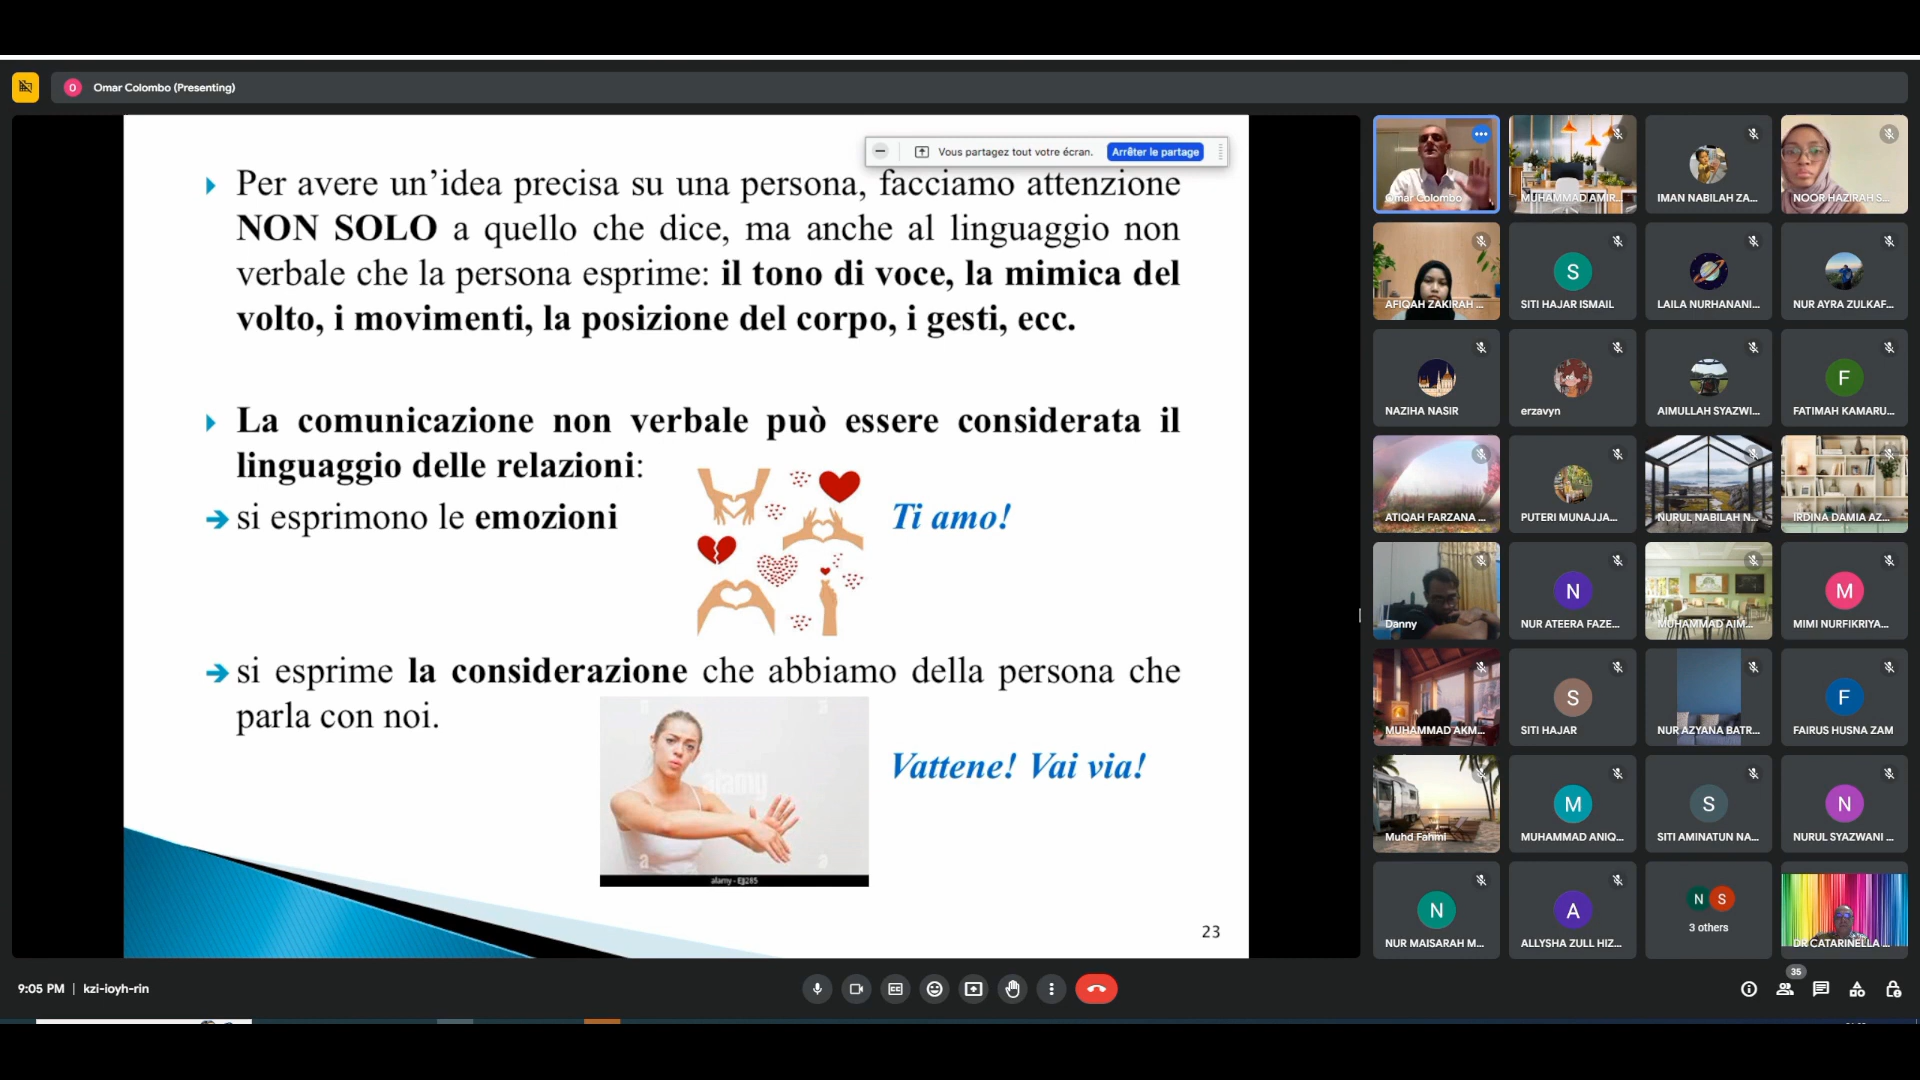 O Omar Colombo (Presenting)
Vous partagez tout votre écran. Arrêter le partage
Per avere un’idea precisa su una persona, facciamo attenzione
NON SOLO a quello che dice, ma anche al linguaggio non
verbale che la persona esprime: il tono di voce, la mimica del
volto, i movimenti, la posizione del corpo, i gesti, ecc.
La comunicazione non verbale può essere considerata il
linguaggio delle relazioni:
si esprimono le emozioni
Ti amo!
si esprime la considerazione che abbiamo della persona che
parla con noi.
Vattene! Vai via!
a
a
alamy
a
a
alamy - EJJ285
23
Omar Colombo
MUHAMMAD AMIR...
IMAN NABILAH ZA...
NOOR HAZIRAH S...
AFIQAH ZAKIRAH ...
S
SITI HAJAR ISMAIL
LAILA NURHANANI...
NUR AYRA ZULKAF...
NAZIHA NASIR
erzavyn
AIMULLAH SYAZWI...
F
FATIMAH KAMARU...
ATIQAH FARZANA ...
PUTERI MUNAJJA...
NURUL NABILAH N...
IRDINA DAMIA AZ...
Danny
N
NUR ATEERA FAZE...
MUHAMMAD AIM...
M
MIMI NURFIKRIYA...
MUHAMMAD AKM...
S
SITI HAJAR
NUR AZYANA BATR...
F
FAIRUS HUSNA ZAM
Muhd Fahmi
M
MUHAMMAD ANIQ...
S
SITI AMINATUN NA...
N
NURUL SYAZWANI ...
N
NUR MAISARAH M...
A
ALLYSHA ZULL HIZ...
N S
3 others
DR CATARINELLA ...
9:05 PM | kzi-ioyh-rin
35